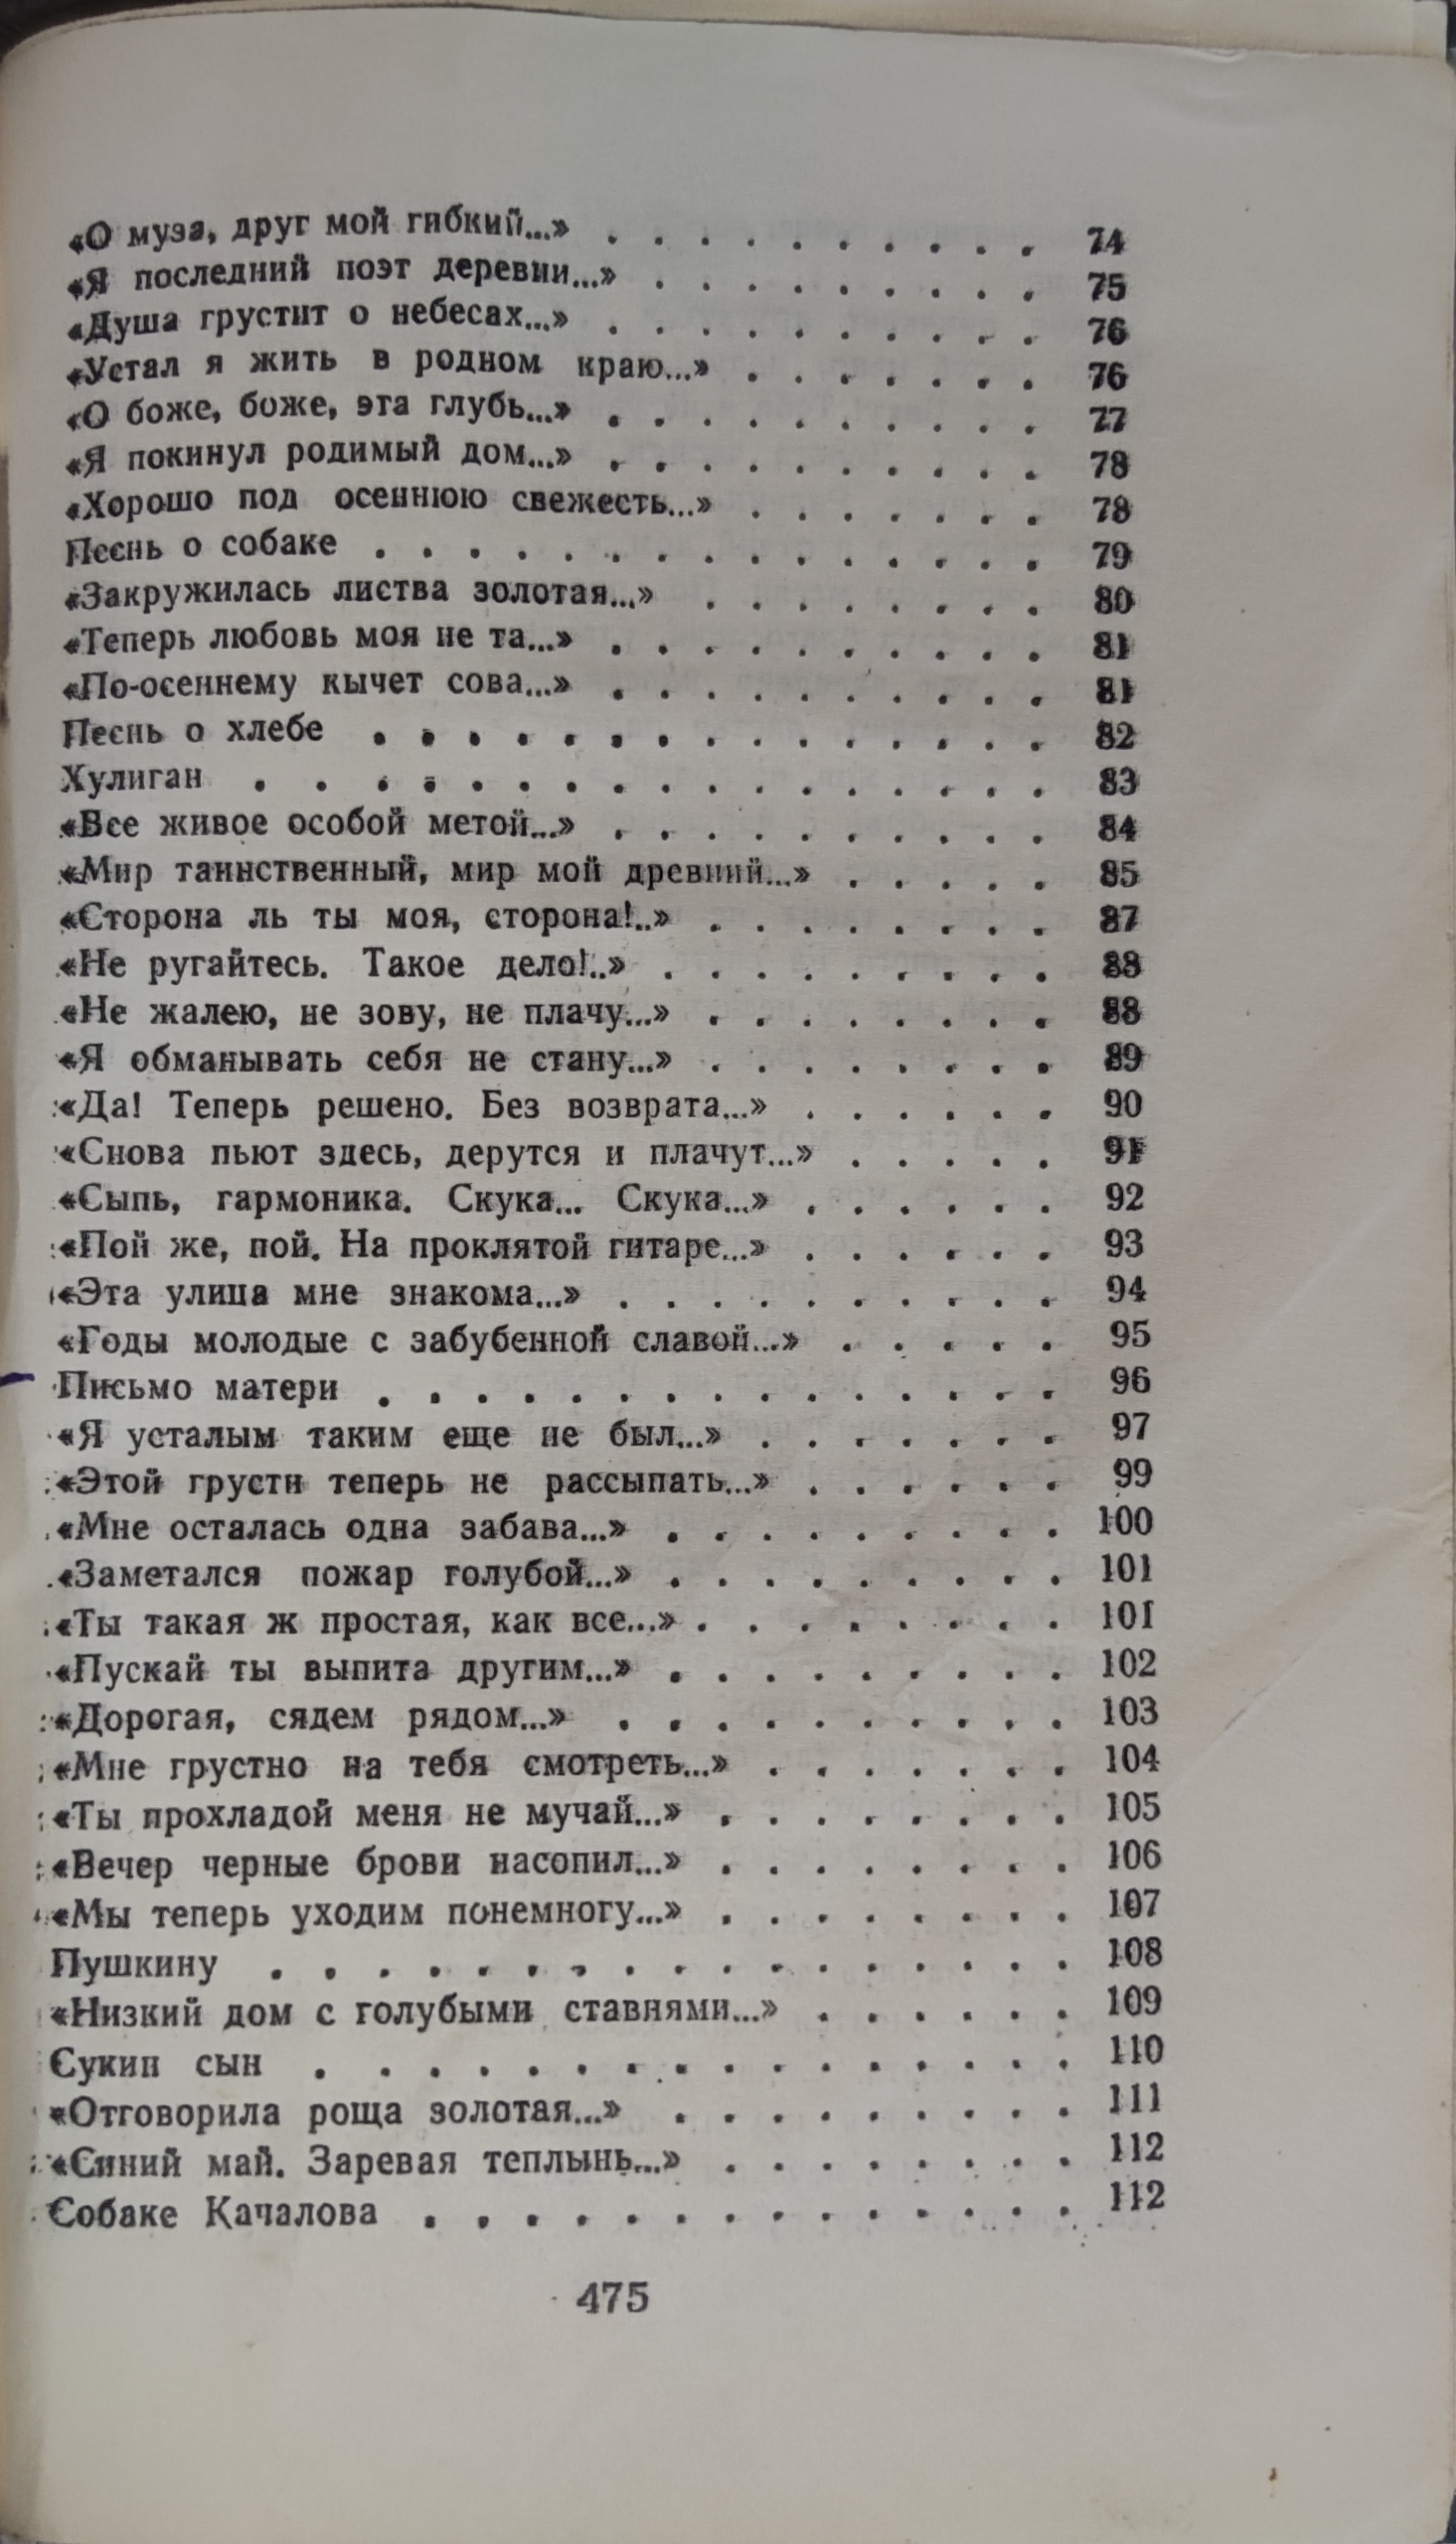 «О муза, друг мой гибкий...» . . . . . . . . . . 74
«Я последний поэт деревни...» . . . . . . . . . 75
«Душа грустит о небесах...» . . . . . . . . . . 76
«Устал я жить в родном краю...» . . . . . . . 76
«О боже, боже, эта глубь...» . . . . . . . . . . 77
«Я покинул родимый дом...» . . . . . . . . . . 78
«Хорошо под осеннюю свежесть...» . . . . . . . 78
Песнь о собаке . . . . . . . . . . . . . . . 79
«Закружилась листва золотая...» . . . . . . . . 80
«Теперь любовь моя не та...» . . . . . . . . . . 81
«По-осеннему кычет сова...» . . . . . . . . . . 81
Песнь о хлебе . . . . . . . . . . . . . . . 82
Хулиган . . . . . . . . . . . . . . . . . 83
«Все живое особой метой...» . . . . . . . . . . 84
«Мир таинственный, мир мой древний...» . . . . . 85
«Сторона ль ты моя, сторона!..» . . . . . . . . 87
«Не ругайтесь. Такое дело!..» . . . . . . . . . 88
«Не жалею, не зову, не плачу...» . . . . . . . . 88
«Я обманывать себя не стану...» . . . . . . . . 89
«Да! Теперь решено. Без возврата...» . . . . . . 90
«Снова пьют здесь, дерутся и плачут...» . . . . . 91
«Сыпь, гармоника. Скука... Скука...» . . . . . . 92
«Пой же, пой. На проклятой гитаре...» . . . . . . 93
«Эта улица мне знакома...» . . . . . . . . . . 94
«Годы молодые с забубенной славой...» . . . . . 95
Письмо матери . . . . . . . . . . . . . . . 96
«Я усталым таким еще не был...» . . . . . . . 97
«Этой грусти теперь не рассыпать...» . . . . . . 99
«Мне осталась одна забава...» . . . . . . . . . 100
«Заметался пожар голубой...» . . . . . . . . . 101
«Ты такая ж простая, как все...» . . . . . . . . 101
«Пускай ты выпита другим...» . . . . . . . . . 102
«Дорогая, сядем рядом...» . . . . . . . . . . 103
«Мне грустно на тебя смотреть...» . . . . . . . 104
«Ты прохладой меня не мучай...» . . . . . . . . 105
«Вечер черные брови насопил...» . . . . . . . . 106
«Мы теперь уходим понемногу...» . . . . . . . . 107
Пушкину . . . . . . . . . . . . . . . . . 108
«Низкий дом с голубыми ставнями...» . . . . . . 109
Сукин сын . . . . . . . . . . . . . . . . 110
«Отговорила роща золотая...» . . . . . . . . . 111
«Синий май. Заревая теплынь...» . . . . . . . . 112
Собаке Качалова . . . . . . . . . . . . . . 112
475